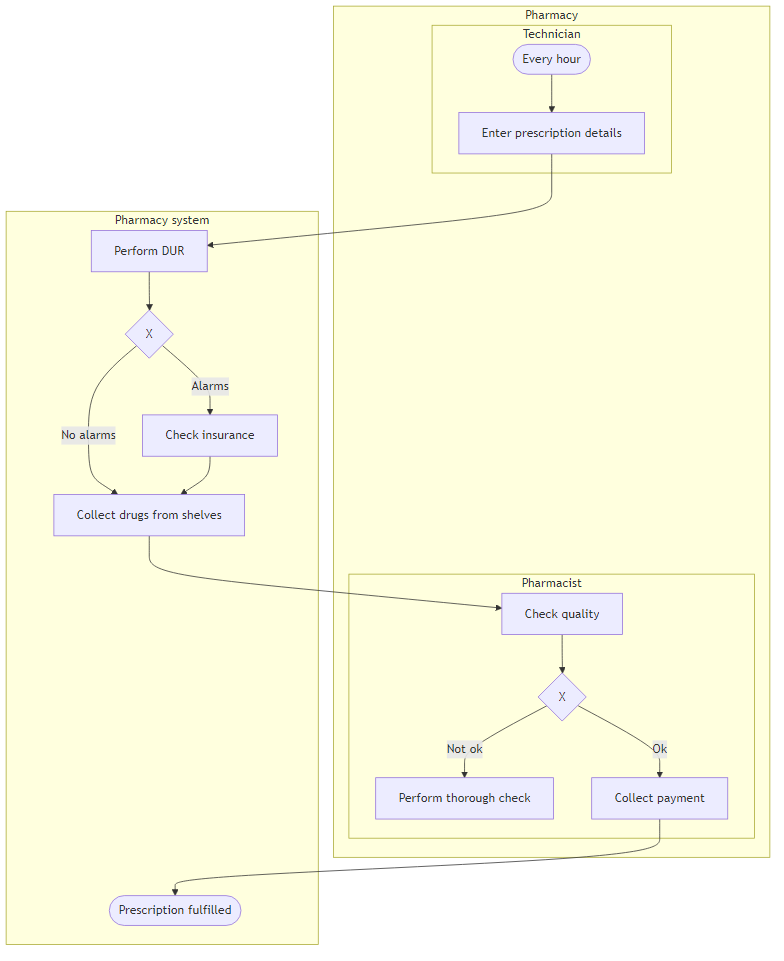 Pharmacy
Technician
Every hour
Enter prescription details
Pharmacy system
Perform DUR
X
Alarms
No alarms
Check insurance
Collect drugs from shelves
Pharmacist
Check quality
X
Not ok
Ok
Perform thorough check
Collect payment
Prescription fulfilled